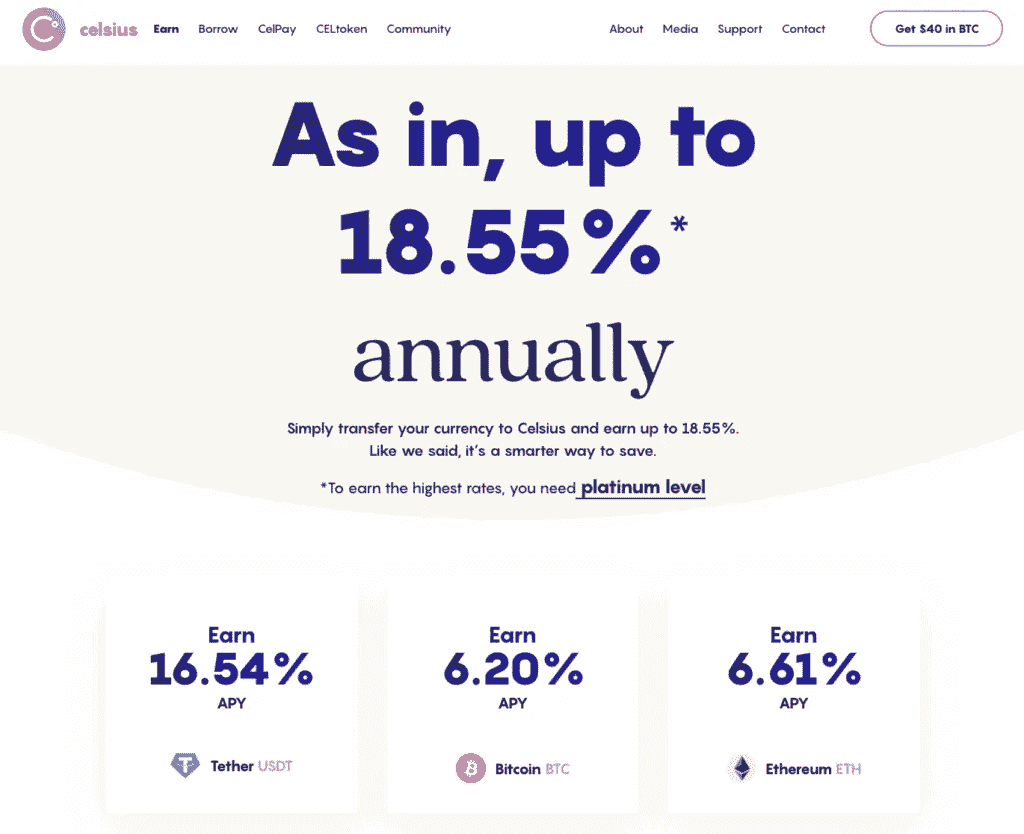 celsius Earn Borrow CelPay CELtoken Community About Media Support Contact Get $40 in BTC
As in, up to
18.55%*
annually
Simply transfer your currency to Celsius and earn up to 18.55%.
Like we said, it's a smarter way to save.
*To earn the highest rates, you need platinum level
Earn
16.54%
APY
Tether USDT
Earn
6.20%
APY
Bitcoin BTC
Earn
6.61%
APY
Ethereum ETH